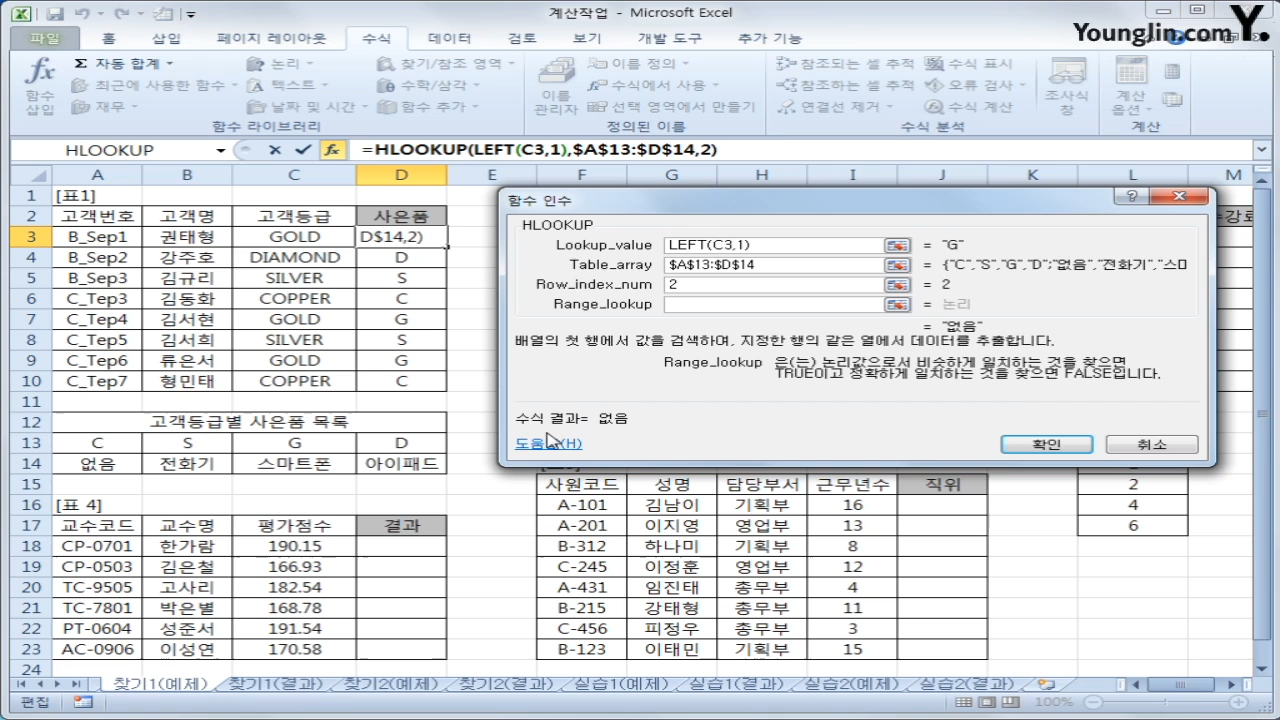 계산작업 - Microsoft Excel
Younglin.com Y.
파일 홈 삽입 페이지 레이아웃 수식 데이터 검토 보기 개발 도구 추가 기능
fx 함수 삽입
Σ 자동 합계 논리 찾기/참조 영역
최근에 사용한 함수 텍스트 수학/삼각
재무 날짜 및 시간 함수 추가
함수 라이브러리
이름 관리자
이름 정의
수식에서 사용
선택 영역에서 만들기
정의된 이름
참조되는 셀 추적 수식 표시
참조하는 셀 추적 오류 검사
연결선 제거 수식 계산
수식 분석
조사식 창
계산 옵션
계산
HLOOKUP fx =HLOOKUP(LEFT(C3,1),$A$13:$D$14,2)
A B C D E F G H I J K L M
1 [표1]
2 고객번호 고객명 고객등급 사은품
3 B_Sep1 권태형 GOLD D$14,2)
4 B_Sep2 강주호 DIAMOND D
5 B_Sep3 김규리 SILVER S
6 C_Tep3 김동화 COPPER C
7 C_Tep4 김서현 GOLD G
8 C_Tep5 김서희 SILVER S
9 C_Tep6 류은서 GOLD G
10 C_Tep7 형민태 COPPER C
11
12 고객등급별 사은품 목록
13 C S G D
14 없음 전화기 스마트폰 아이패드
함수 인수
HLOOKUP
Lookup_value LEFT(C3,1) = "G"
Table_array $A$13:$D$14 = {"C","S","G","D";"없음","전화기","스마
Row_index_num 2 = 2
Range_lookup = 논리
= "없음"
배열의 첫 행에서 값을 검색하여, 지정한 행의 같은 열에서 데이터를 추출합니다.
Range_lookup 은(는) 논리값으로서 비슷하게 일치하는 것을 찾으면
TRUE이고 정확하게 일치하는 것을 찾으면 FALSE입니다.
수식 결과= 없음
도움말(H) 확인 취소
15 사원코드 성명 담당부서 근무년수 직위 2
16 [표 4] A-101 김남이 기획부 16 4
17 교수코드 교수명 평가점수 결과 A-201 이지영 영업부 13 6
18 CP-0701 한가람 190.15 B-312 하나미 기획부 8
19 CP-0503 김은철 166.93 C-245 이정훈 영업부 12
20 TC-9505 고사리 182.54 A-431 임진태 총무부 4
21 TC-7801 박은별 168.78 B-215 강태형 총무부 11
22 PT-0604 성준서 191.54 C-456 피정우 총무부 3
23 AC-0906 이성연 170.58 B-123 이태민 기획부 15
24
찾기1(예제) 찾기1(결과) 찾기2(예제) 찾기2(결과) 실습1(예제) 실습1(결과) 실습2(예제) 실습2(결과)
편집 100%